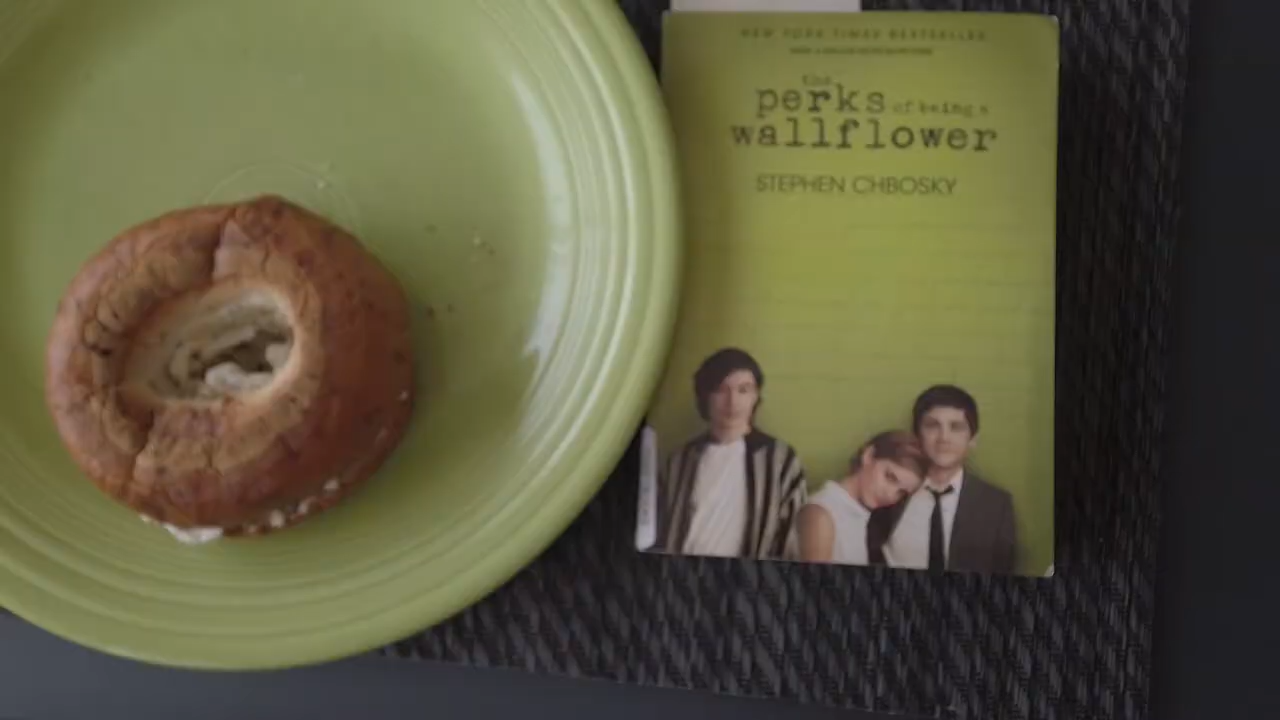 NEW YORK TIMES BESTSELLER
the
perks of being a
wallflower
STEPHEN CHBOSKY